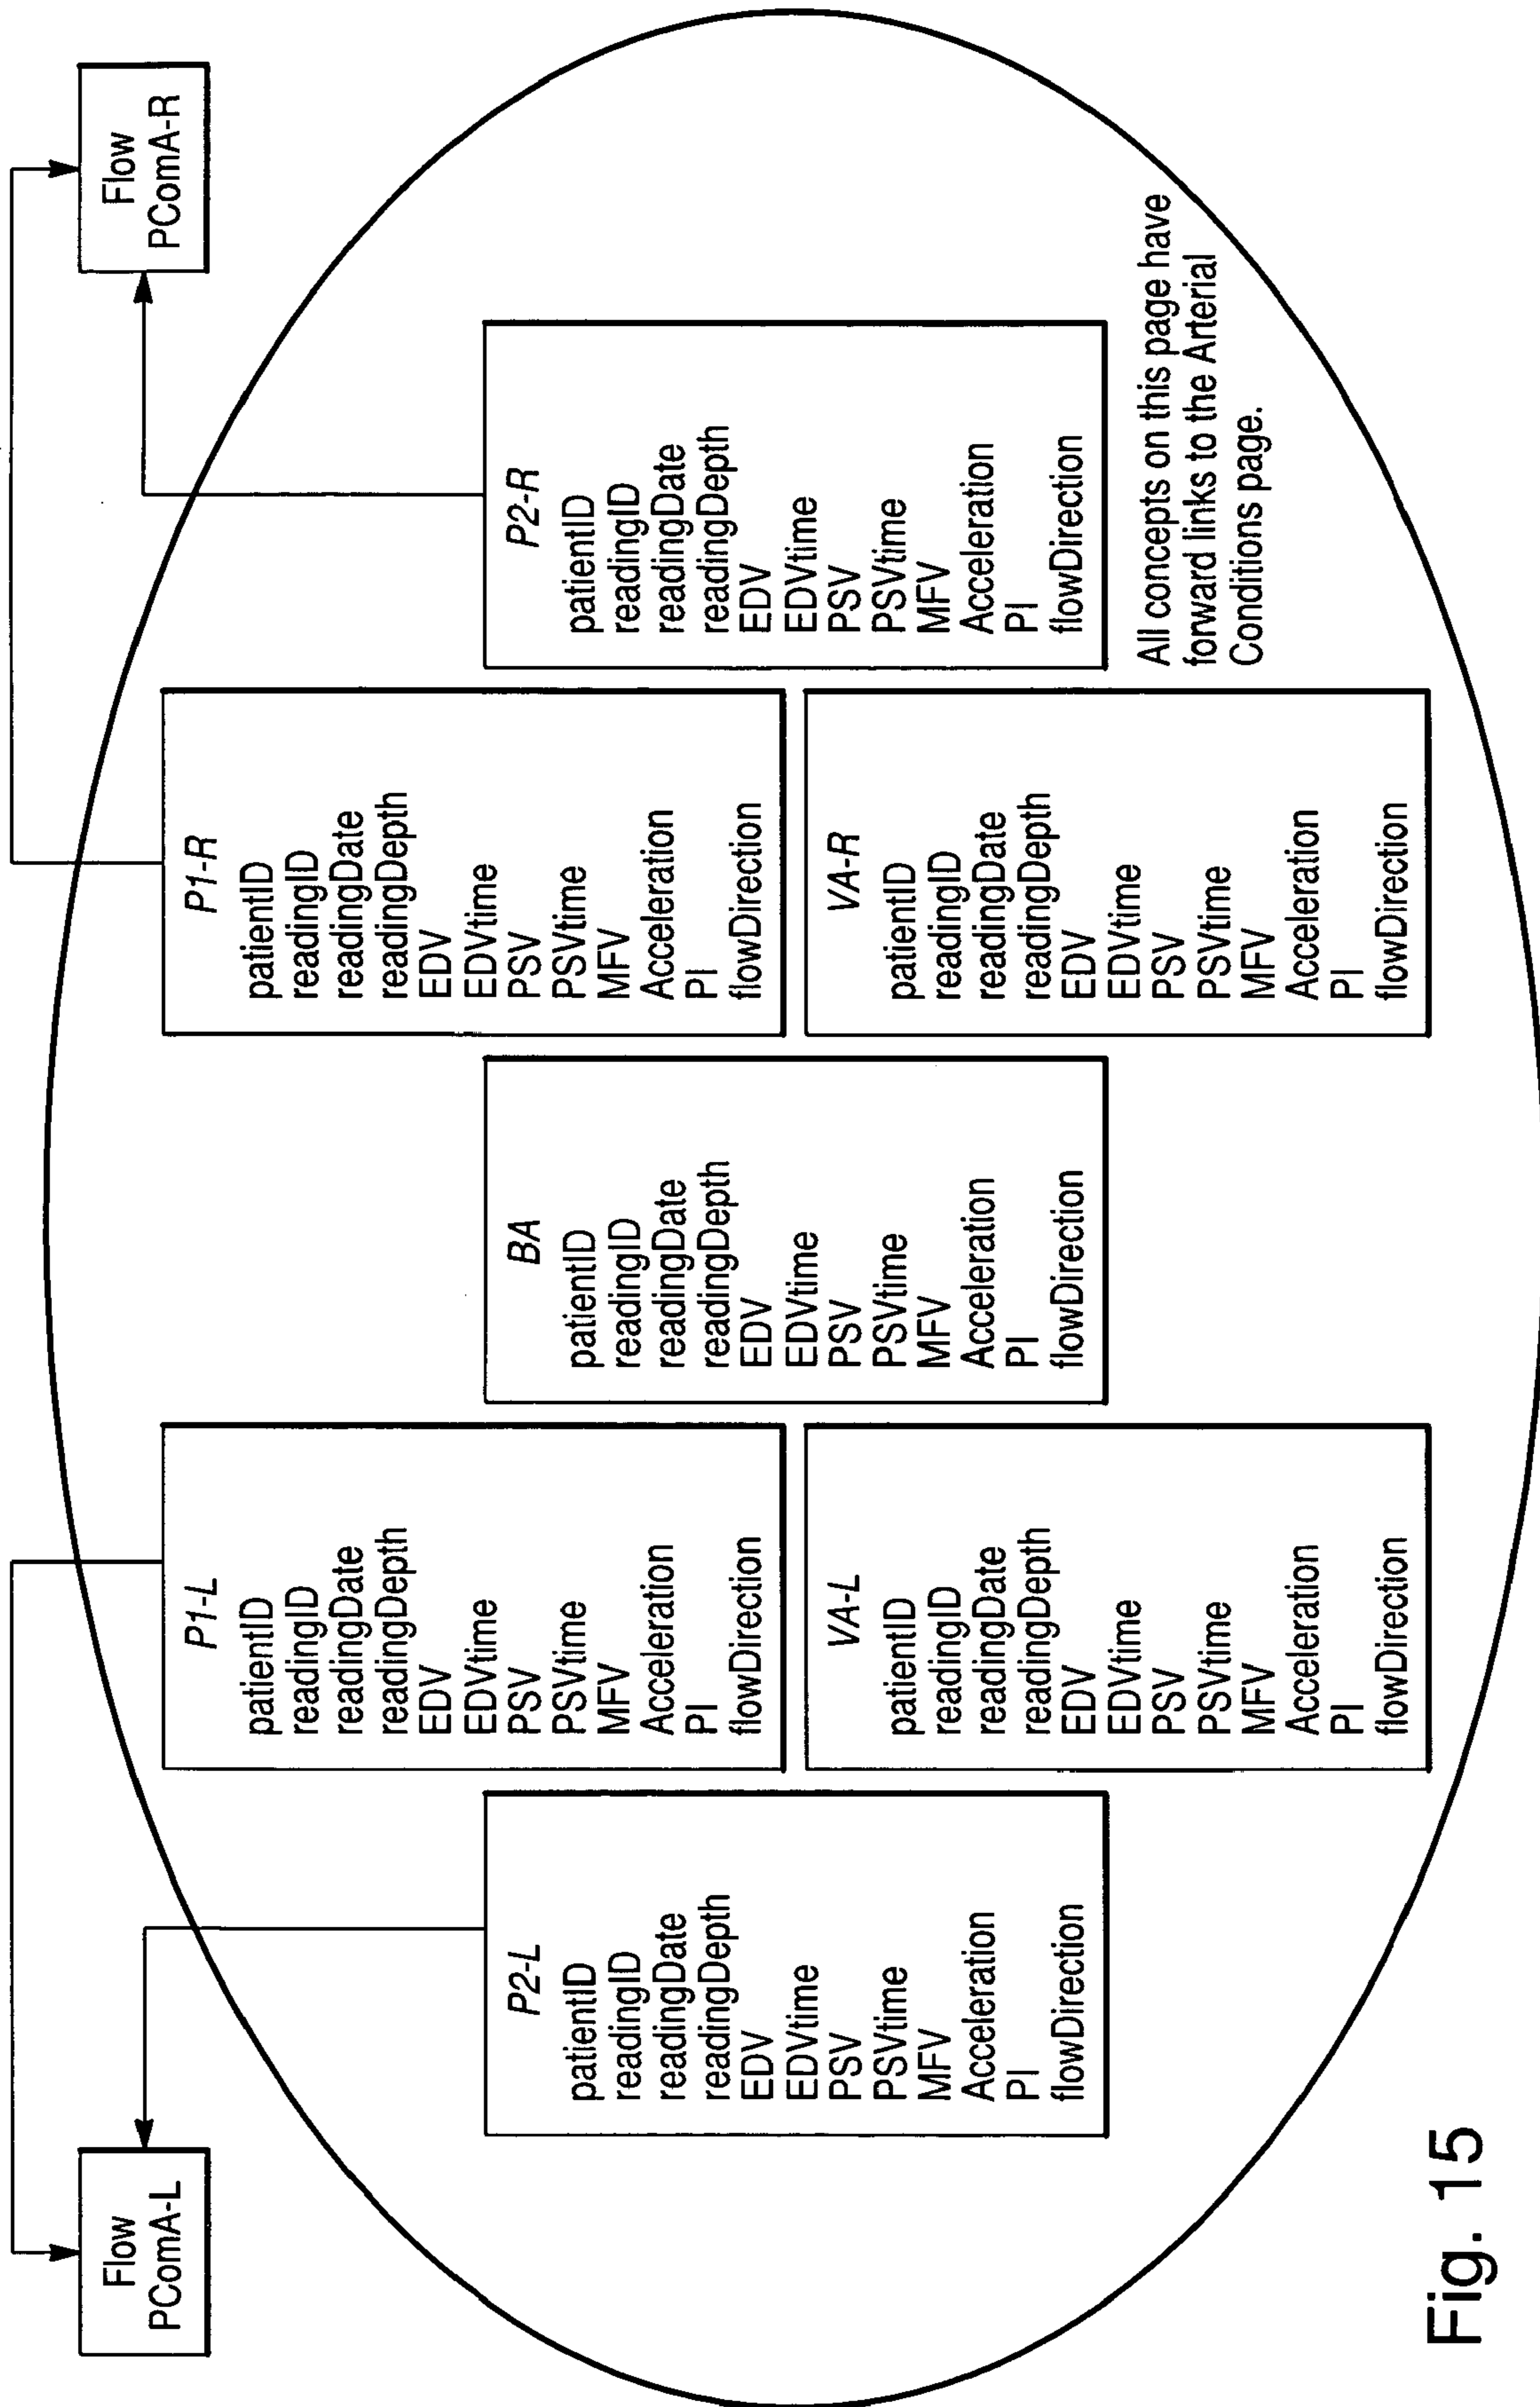 Flow
PComA-L
Flow
PComA-R
P1-L
patientID
readingID
readingDate
readingDepth
EDV
EDVtime
PSV
PSVtime
MFV
Acceleration
PI
flowDirection
P1-R
patientID
readingID
readingDate
readingDepth
EDV
EDVtime
PSV
PSVtime
MFV
Acceleration
PI
flowDirection
P2-L
patientID
readingID
readingDate
readingDepth
EDV
EDVtime
PSV
PSVtime
MFV
Acceleration
PI
flowDirection
BA
patientID
readingID
readingDate
readingDepth
EDV
EDVtime
PSV
PSVtime
MFV
Acceleration
PI
flowDirection
P2-R
patientID
readingID
readingDate
readingDepth
EDV
EDVtime
PSV
PSVtime
MFV
Acceleration
PI
flowDirection
VA-L
patientID
readingID
readingDate
readingDepth
EDV
EDVtime
PSV
PSVtime
MFV
Acceleration
PI
flowDirection
VA-R
patientID
readingID
readingDate
readingDepth
EDV
EDVtime
PSV
PSVtime
MFV
Acceleration
PI
flowDirection
All concepts on this page have
forward links to the Arterial
Conditions page.
Fig. 15